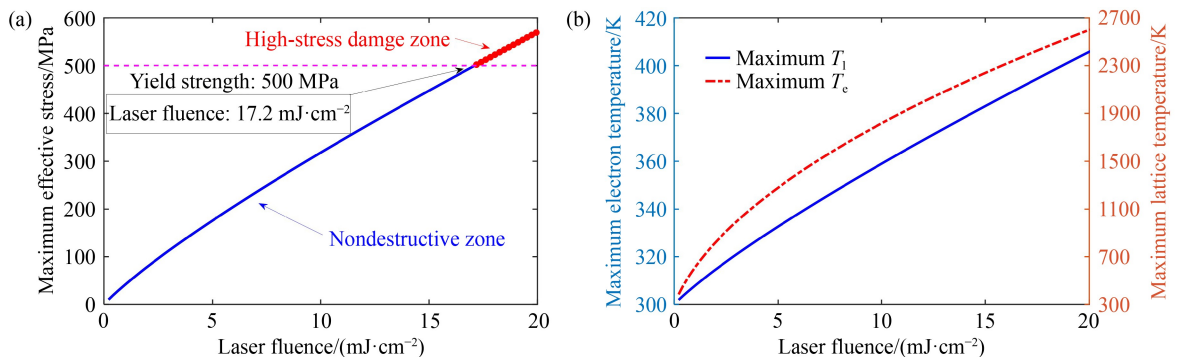 (a)
Maximum effective stress/MPa
600
500
400
300
200
100
0
High-stress damge zone
Yield strength: 500 MPa
Laser fluence: 17.2 mJ·cm⁻²
Nondestructive zone
0 5 10 15 20
Laser fluence/(mJ·cm⁻²)
(b)
Maximum electron temperature/K
420
400
380
360
340
320
300
Maximum Tₗ
Maximum Tₑ
2700
2300
1900
1500
1100
700
300
Maximum lattice temperature/K
0 5 10 15 20
Laser fluence/(mJ·cm⁻²)